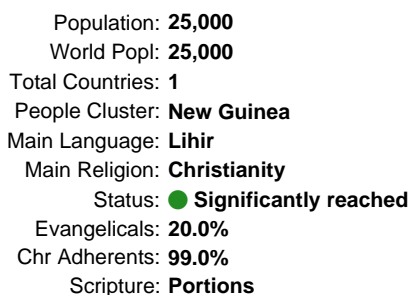 Population: 25,000
World Popl: 25,000
Total Countries: 1
People Cluster: New Guinea
Main Language: Lihir
Main Religion: Christianity
Status: Significantly reached
Evangelicals: 20.0%
Chr Adherents: 99.0%
Scripture: Portions